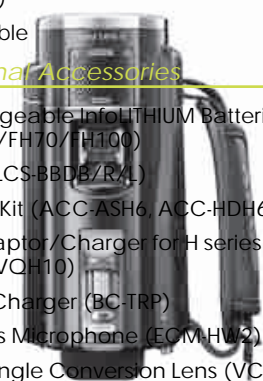 ble
nal Accessories
geable InfoLITHIUM Batteri
/FH70/FH100)
LCS-BBDB/R/L)
Kit (ACC-ASH6, ACC-HDH6
aptor/Charger for H series
VQH10)
Charger (BC-TRP)
s Microphone (ECM-HW2)
ngle Conversion Lens (VC